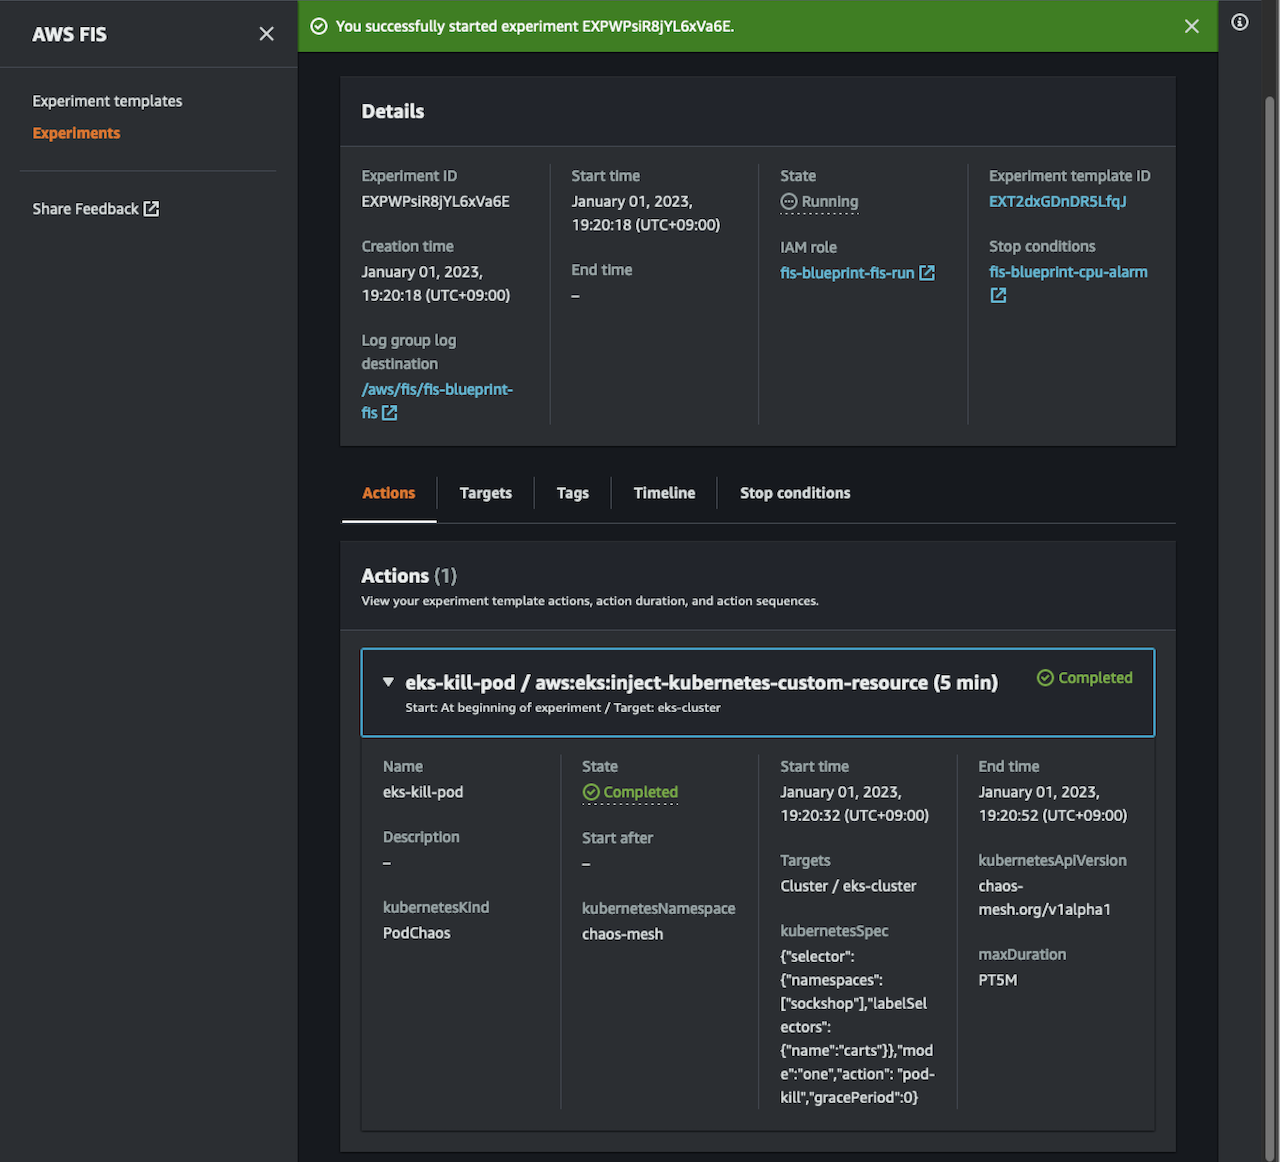 AWS FIS
Experiment templates
Experiments
Share Feedback
You successfully started experiment EXPWPsiR8jYL6xVa6E.
Details
Experiment ID
EXPWPsiR8jYL6xVa6E
Creation time
January 01, 2023,
19:20:18 (UTC+09:00)
Log group log
destination
/aws/fis/fis-blueprint-
fis
Start time
January 01, 2023,
19:20:18 (UTC+09:00)
End time
–
State
Running
IAM role
fis-blueprint-fis-run
Experiment template ID
EXT2dxGDnDR5LfqJ
Stop conditions
fis-blueprint-cpu-alarm
Actions
Targets
Tags
Timeline
Stop conditions
Actions (1)
View your experiment template actions, action duration, and action sequences.
eks-kill-pod / aws:eks:inject-kubernetes-custom-resource (5 min)
Completed
Start: At beginning of experiment / Target: eks-cluster
Name
eks-kill-pod
Description
–
kubernetesKind
PodChaos
State
Completed
Start after
–
kubernetesNamespace
chaos-mesh
Start time
January 01, 2023,
19:20:32 (UTC+09:00)
Targets
Cluster / eks-cluster
kubernetesSpec
{"selector":
{"namespaces":
["sockshop"],"labelSel
ectors":
{"name":"carts"}},"mod
e":"one","action": "pod-
kill","gracePeriod":0}
End time
January 01, 2023,
19:20:52 (UTC+09:00)
kubernetesApiVersion
chaos-
mesh.org/v1alpha1
maxDuration
PT5M